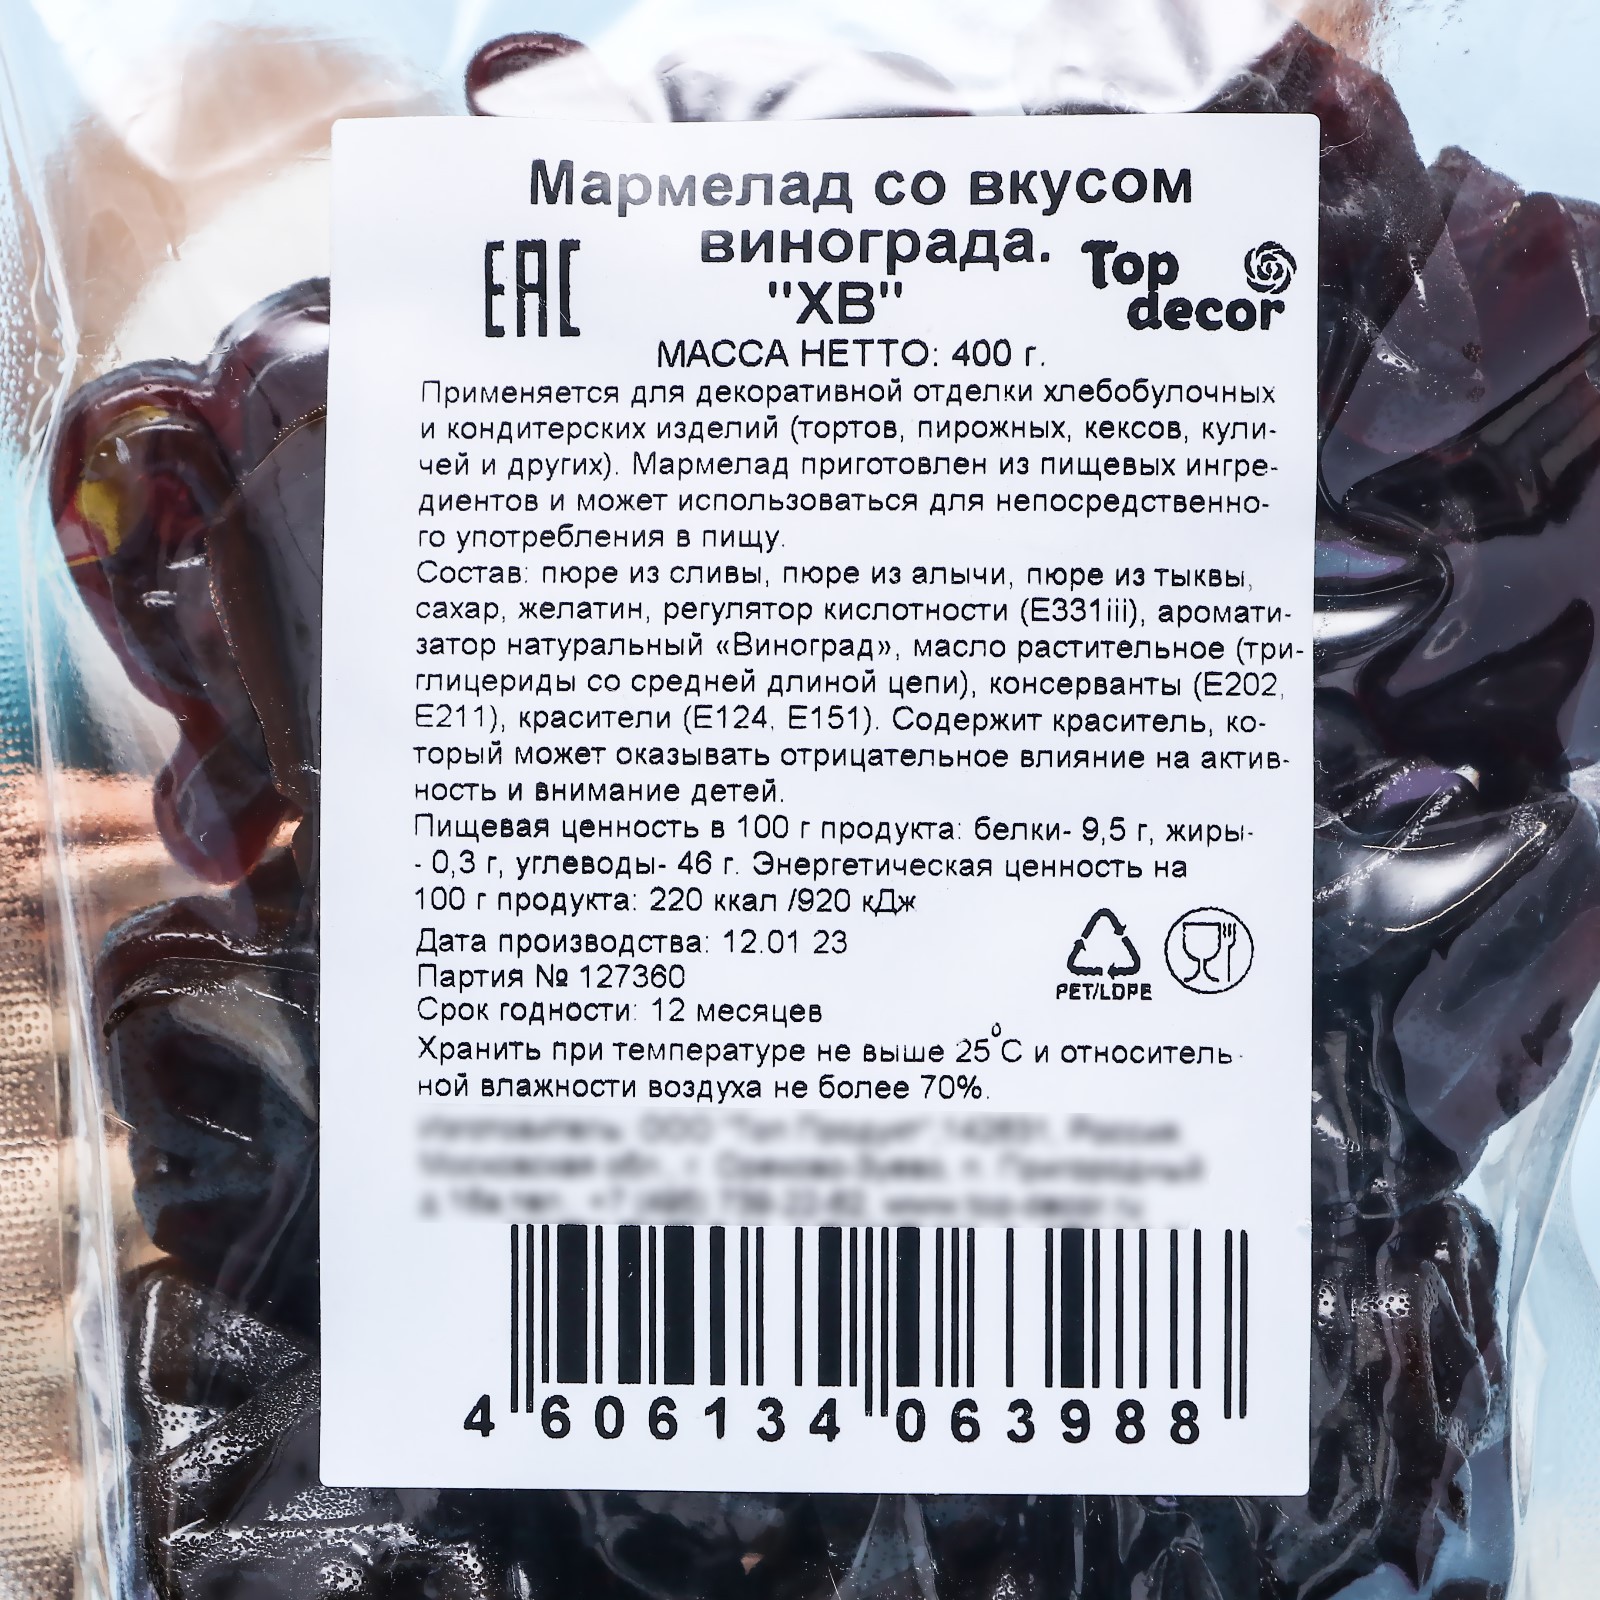 Мармелад со вкусом
винограда.
"ХВ"
EAC
Top
decor
МАССА НЕТТО: 400 г.
Применяется для декоративной отделки хлебобулочных
и кондитерских изделий (тортов, пирожных, кексов, кули-
чей и других). Мармелад приготовлен из пищевых ингре-
диентов и может использоваться для непосредственно-
го употребления в пищу.
Состав: пюре из сливы, пюре из алычи, пюре из тыквы,
сахар, желатин, регулятор кислотности (Е331iii), аромати-
затор натуральный «Виноград», масло растительное (три-
глицериды со средней длиной цепи), консерванты (Е202,
Е211), красители (Е124, Е151). Содержит краситель, ко-
торый может оказывать отрицательное влияние на актив-
ность и внимание детей.
Пищевая ценность в 100 г продукта: белки- 9,5 г, жиры-
- 0,3 г, углеводы- 46 г. Энергетическая ценность на
100 г продукта: 220 ккал /920 кДж
Дата производства: 12.01 23
Партия № 127360
Срок годности: 12 месяцев
PET/LDPE
Хранить при температуре не выше 25°С и относитель-
ной влажности воздуха не более 70%.
4 606134 063988